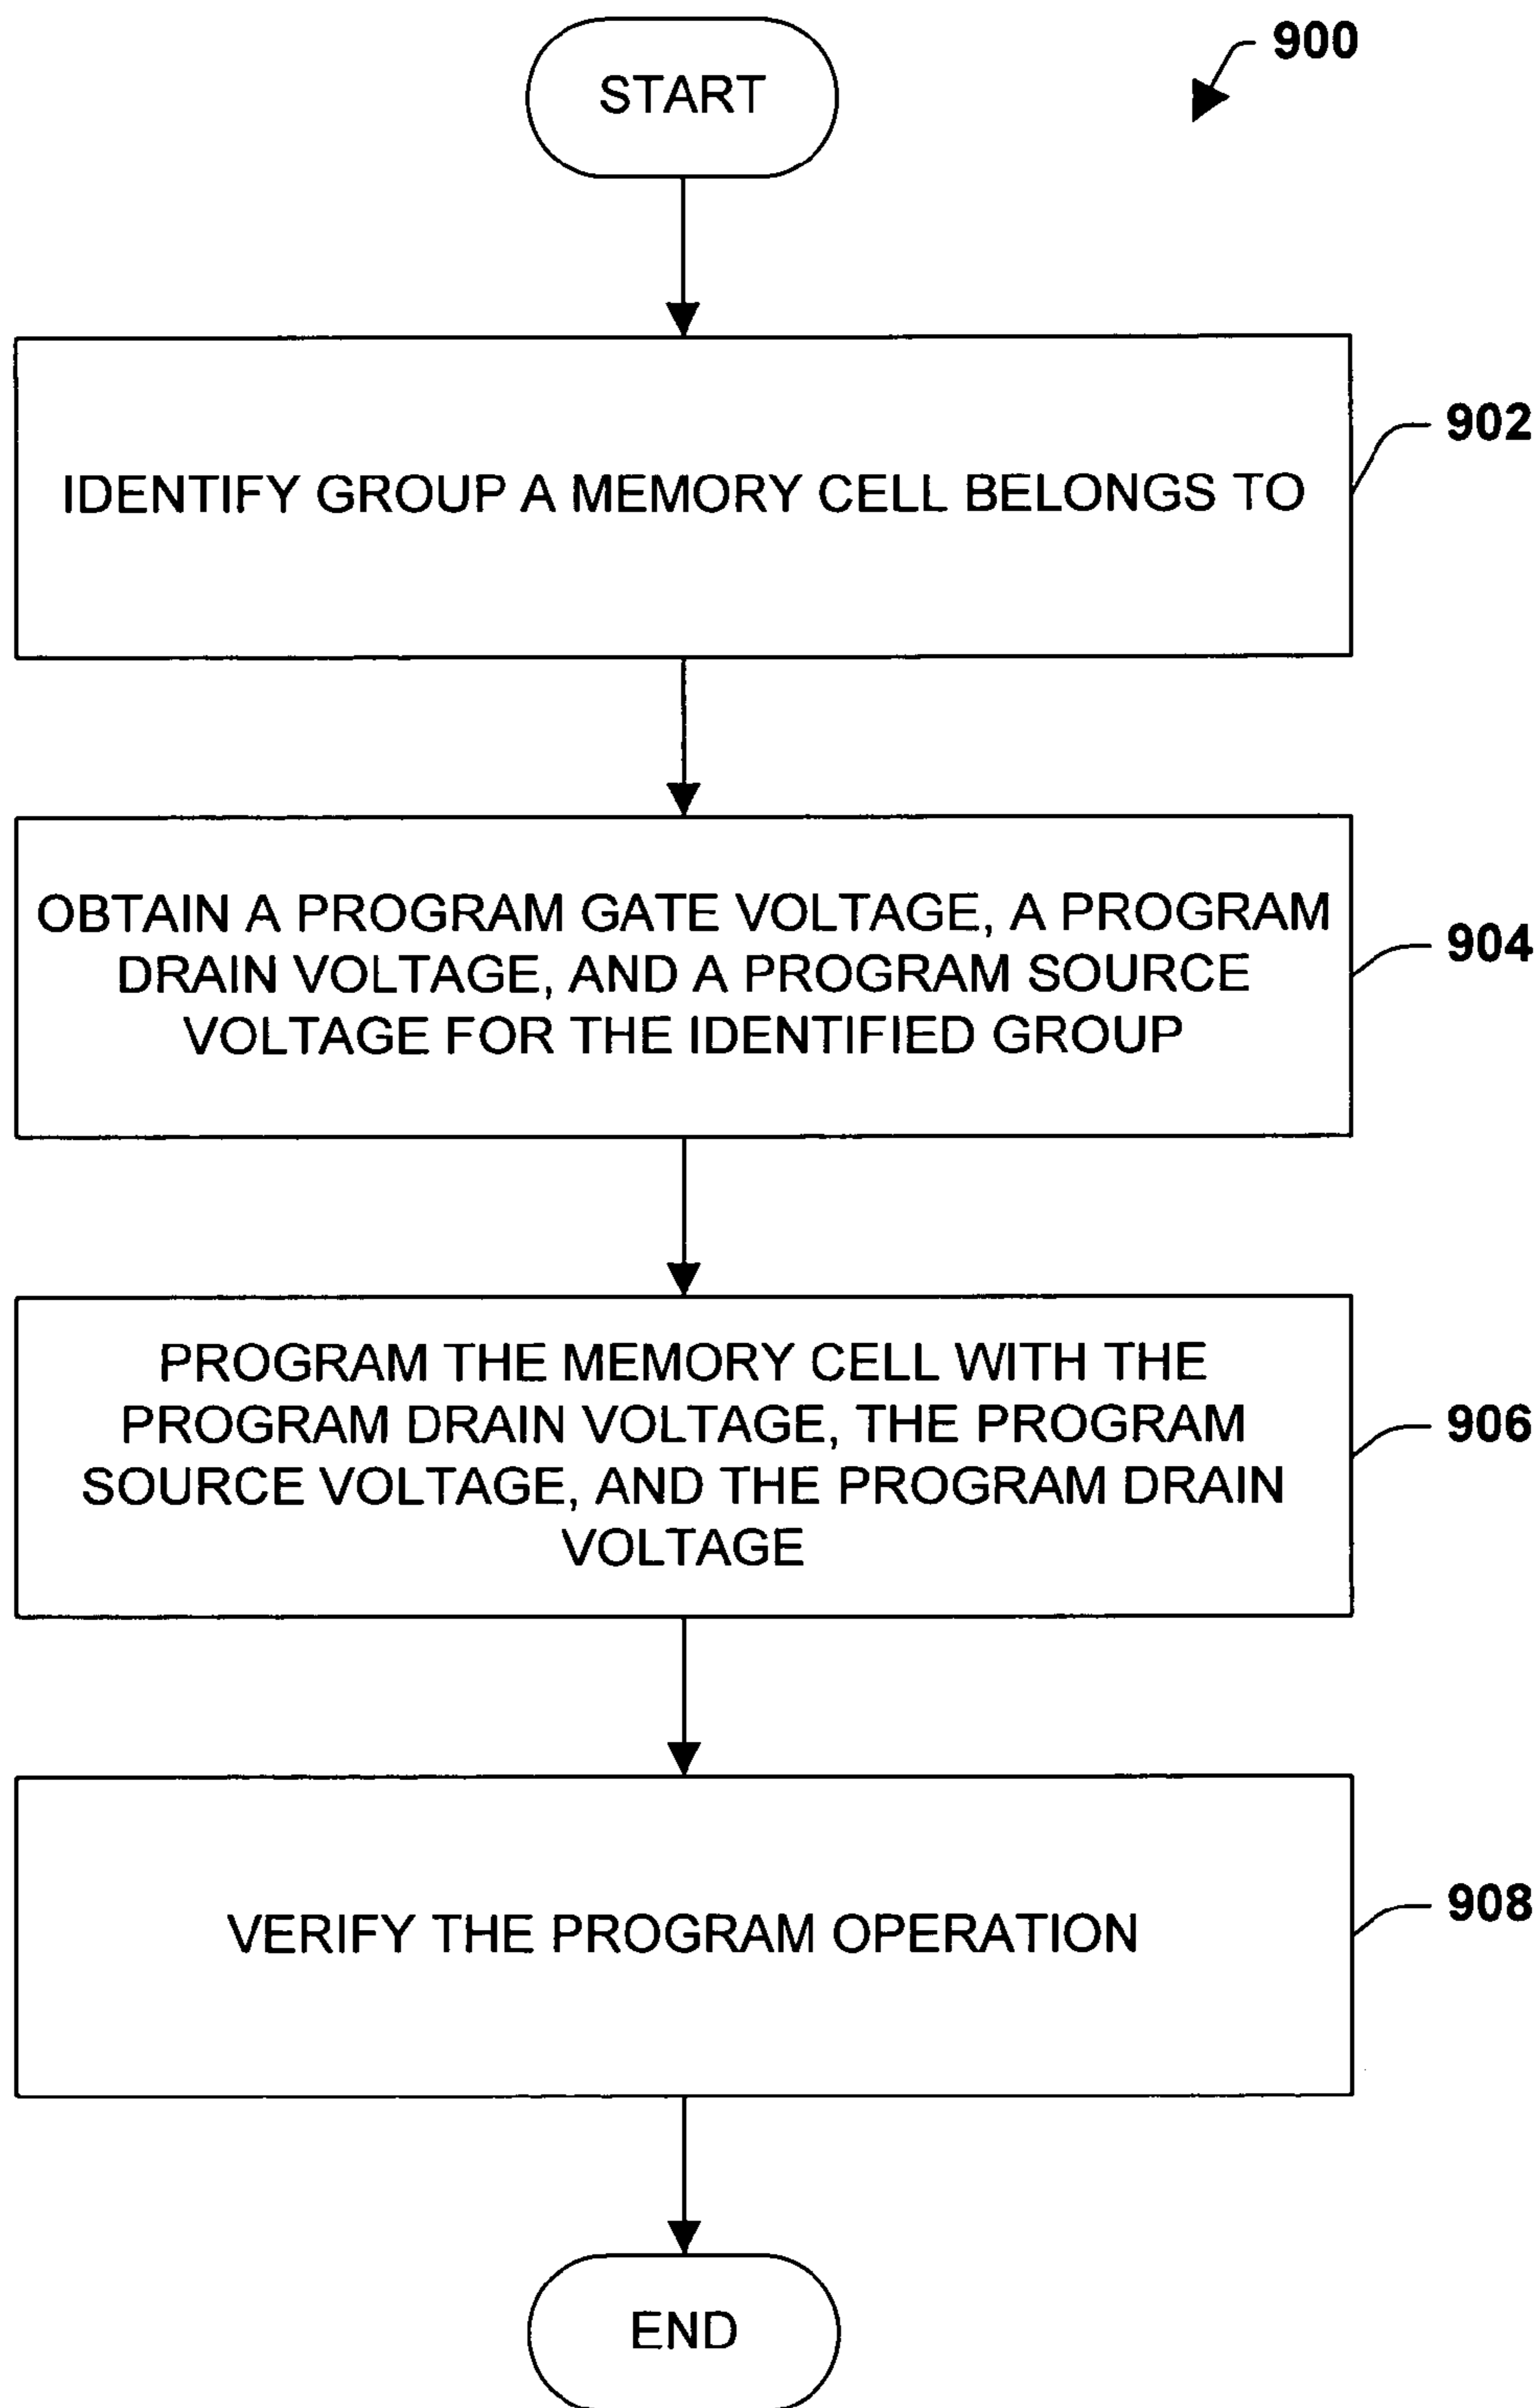 START
900
IDENTIFY GROUP A MEMORY CELL BELONGS TO
902
OBTAIN A PROGRAM GATE VOLTAGE, A PROGRAM
DRAIN VOLTAGE, AND A PROGRAM SOURCE
VOLTAGE FOR THE IDENTIFIED GROUP
904
PROGRAM THE MEMORY CELL WITH THE
PROGRAM DRAIN VOLTAGE, THE PROGRAM
SOURCE VOLTAGE, AND THE PROGRAM DRAIN
VOLTAGE
906
VERIFY THE PROGRAM OPERATION
908
END